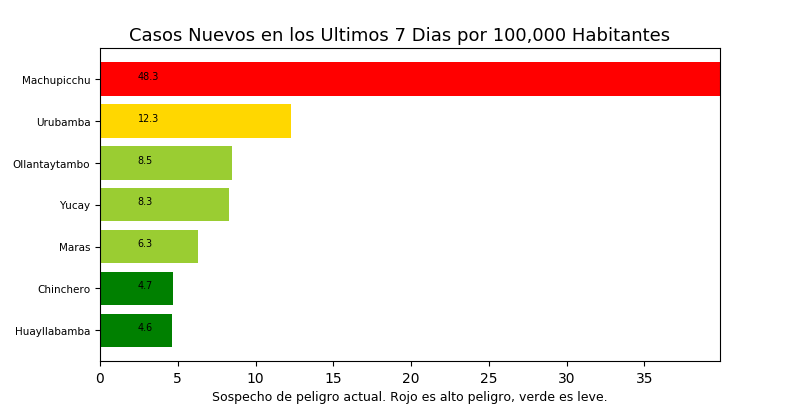 Casos Nuevos en los Ultimos 7 Dias por 100,000 Habitantes
Machupicchu 48.3
Urubamba 12.3
Ollantaytambo 8.5
Yucay 8.3
Maras 6.3
Chinchero 4.7
Huayllabamba 4.6
0 5 10 15 20 25 30 35
Sospecho de peligro actual. Rojo es alto peligro, verde es leve.